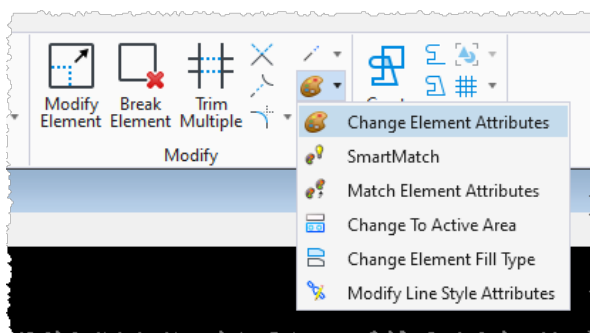 Modify Element
Break Element
Trim Multiple
Modify
Change Element Attributes
SmartMatch
Match Element Attributes
Change To Active Area
Change Element Fill Type
Modify Line Style Attributes